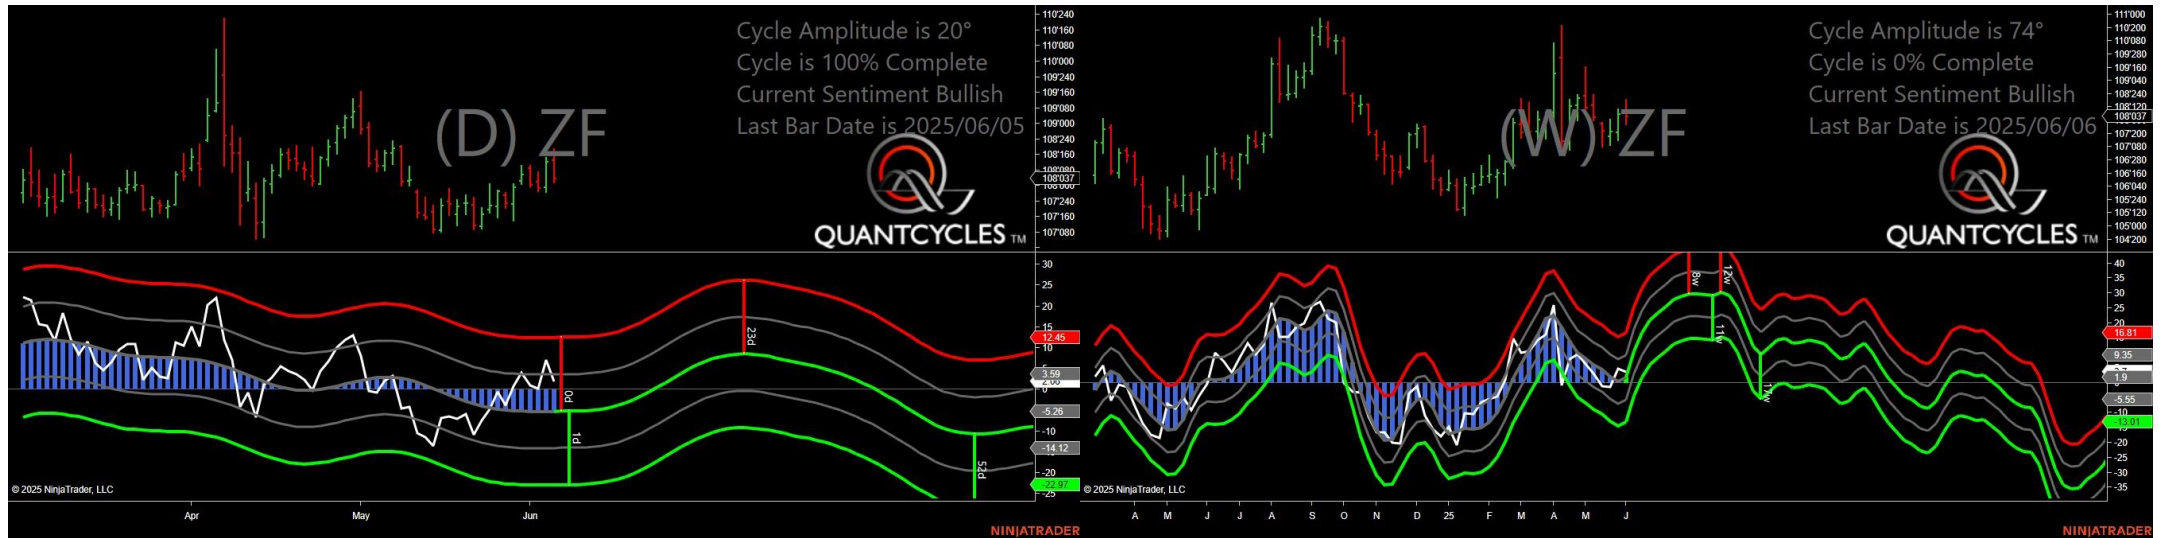 Cycle Amplitude is 20°
Cycle is 100% Complete
Current Sentiment Bullish
Last Bar Date is 2025/06/05
(D) ZF
QUANTCYCLES TM
110'240
110'160
110'080
110'000
109'240
109'160
109'080
109'000
108'240
108'160
108'080
108'037
108'000
107'240
107'160
107'080
30
25
20
15
12.45
10
3.59
2.00
0
-5.26
-10
-14.12
-20
-22.97
-25
0d
1d
23d
52d
© 2025 NinjaTrader, LLC
Apr
May
Jun
NINJATRADER
Cycle Amplitude is 74°
Cycle is 0% Complete
Current Sentiment Bullish
Last Bar Date is 2025/06/06
(W) ZF
QUANTCYCLES TM
111'000
110'200
110'080
109'280
109'160
109'040
108'240
108'120
108'037
107'200
107'080
106'280
106'160
106'040
105'240
105'120
105'000
104'200
40
35
30
25
20
16.81
9.35
1.9
-5.55
-10
-13.01
-20
-25
-30
-35
8w
12w
11w
17w
© 2025 NinjaTrader, LLC
A M J J A S O N D 25 F M A M J
NINJATRADER